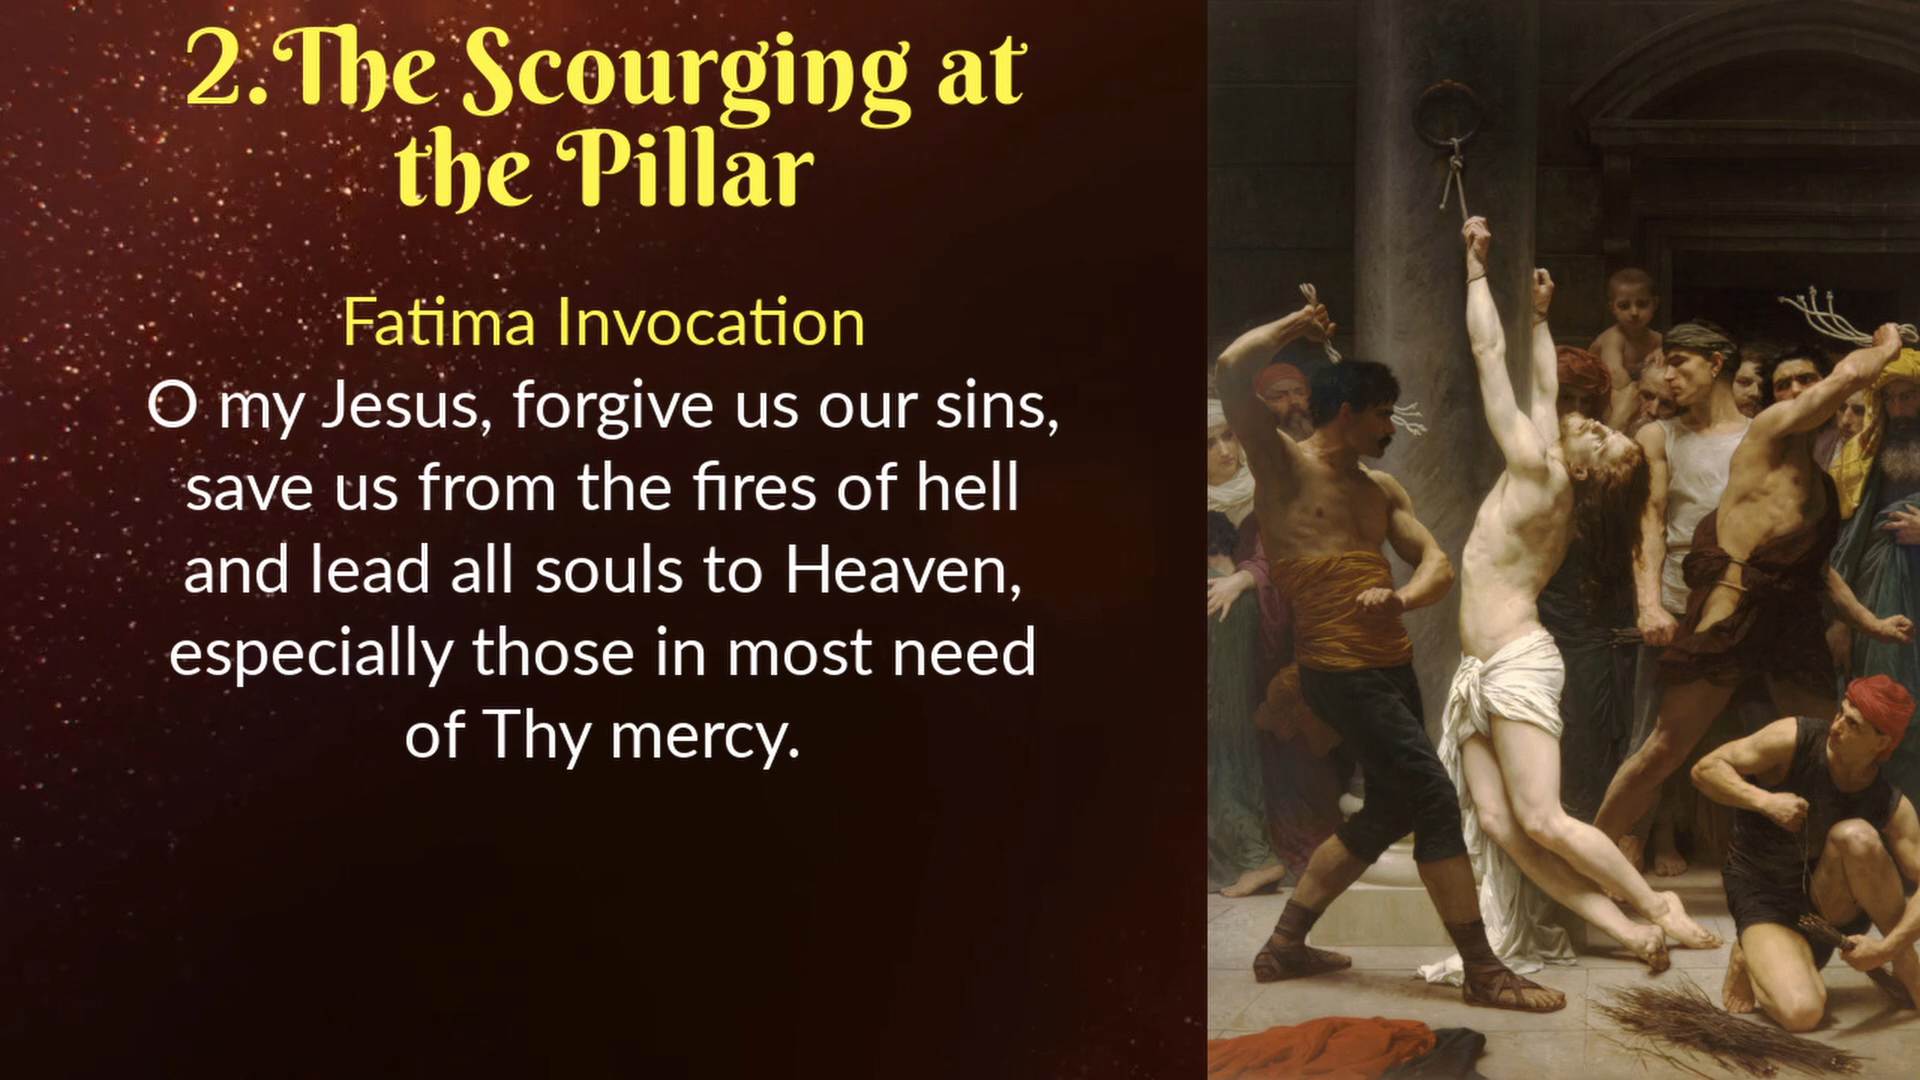 2.The Scourging at
the Pillar
Fatima Invocation
O my Jesus, forgive us our sins,
save us from the fires of hell
and lead all souls to Heaven,
especially those in most need
of Thy mercy.